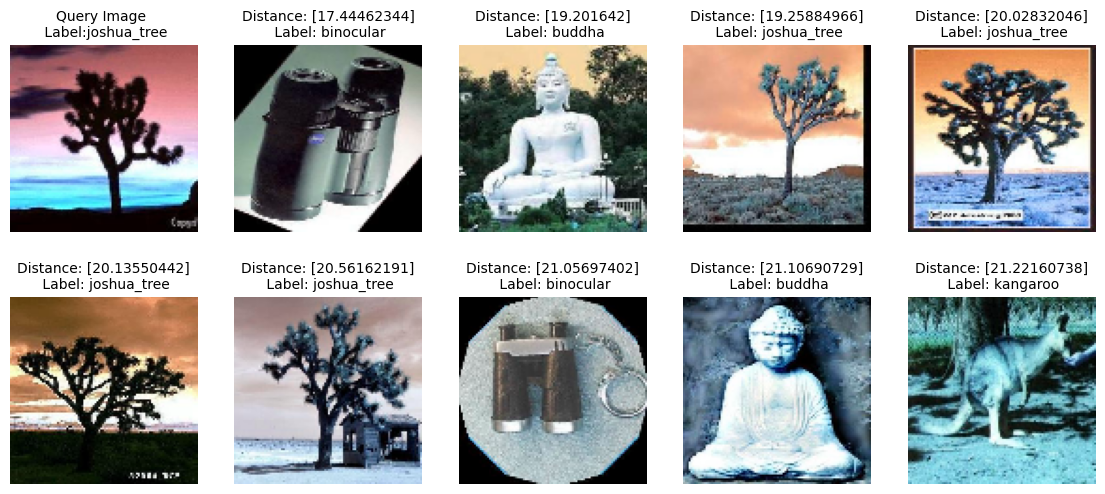 Query Image
Label:joshua_tree
Distance: [17.44462344]
Label: binocular
Distance: [19.201642]
Label: buddha
Distance: [19.25884966]
Label: joshua_tree
Distance: [20.02832046]
Label: joshua_tree
Distance: [20.13550442]
Label: joshua_tree
Distance: [20.56162191]
Label: joshua_tree
Distance: [21.05697402]
Label: binocular
Distance: [21.10690729]
Label: buddha
Distance: [21.22160738]
Label: kangaroo